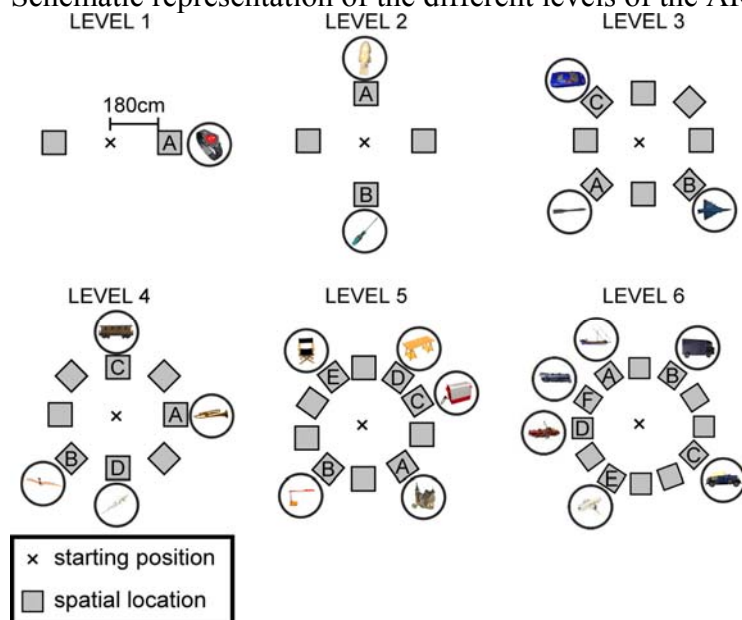 Schematic representation of the different levels of the
LEVEL 1
LEVEL 2
LEVEL 3
180cm
A
A
B
C
A
B
LEVEL 4
LEVEL 5
LEVEL 6
C
A
B
D
E
D
C
B
A
A
B
F
D
C
E
× starting position
spatial location